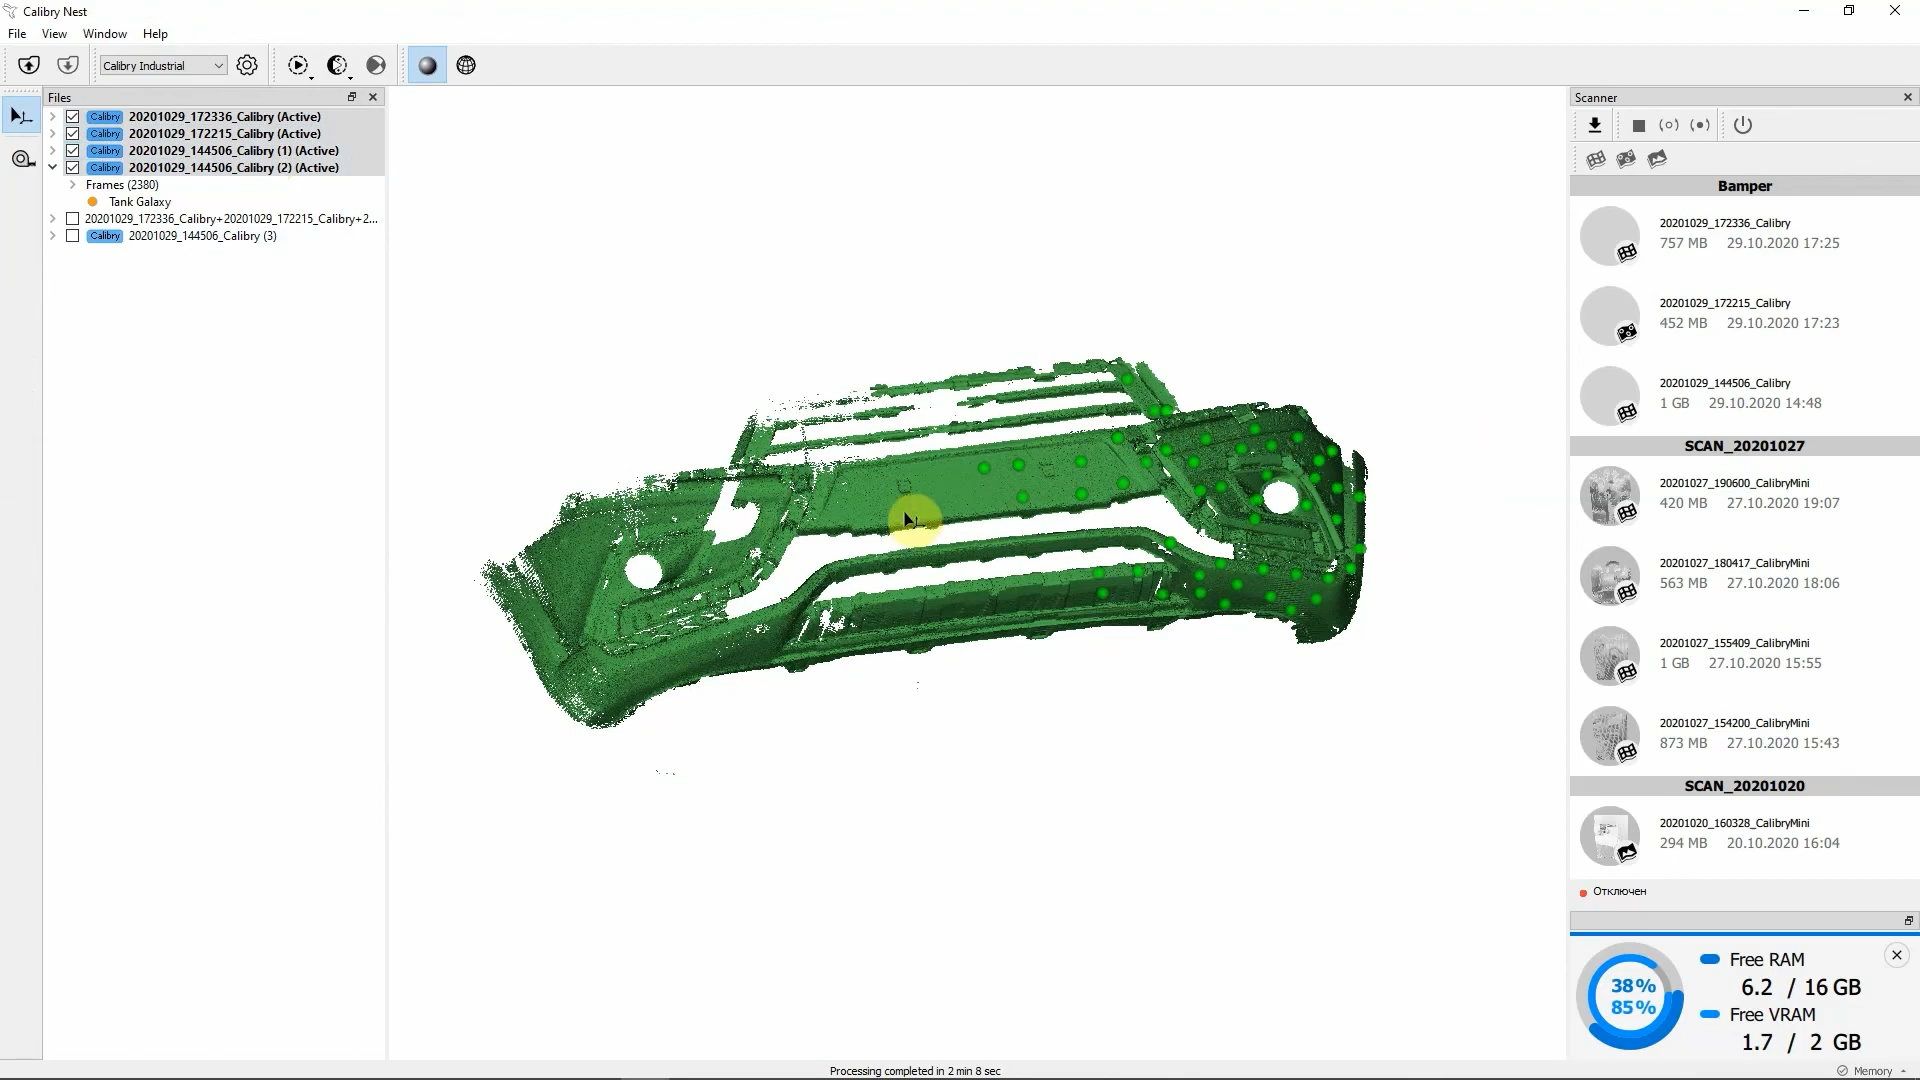 Calibry Nest
File View Window Help
Calibry Industrial
Files
Calibry 20201029_172336_Calibry (Active)
Calibry 20201029_172215_Calibry (Active)
Calibry 20201029_144506_Calibry (1) (Active)
Calibry 20201029_144506_Calibry (2) (Active)
Frames (2380)
Tank Galaxy
20201029_172336_Calibry+20201029_172215_Calibry+2...
Calibry 20201029_144506_Calibry (3)
Scanner
Bamper
20201029_172336_Calibry
757 MB 29.10.2020 17:25
20201029_172215_Calibry
452 MB 29.10.2020 17:23
20201029_144506_Calibry
1 GB 29.10.2020 14:48
SCAN_20201027
20201027_190600_CalibryMini
420 MB 27.10.2020 19:07
20201027_180417_CalibryMini
563 MB 27.10.2020 18:06
20201027_155409_CalibryMini
1 GB 27.10.2020 15:55
20201027_154200_CalibryMini
873 MB 27.10.2020 15:43
SCAN_20201020
20201020_160328_CalibryMini
294 MB 20.10.2020 16:04
Отключен
38%
85%
Free RAM
6.2 / 16 GB
Free VRAM
1.7 / 2 GB
Processing completed in 2 min 8 sec
Memory